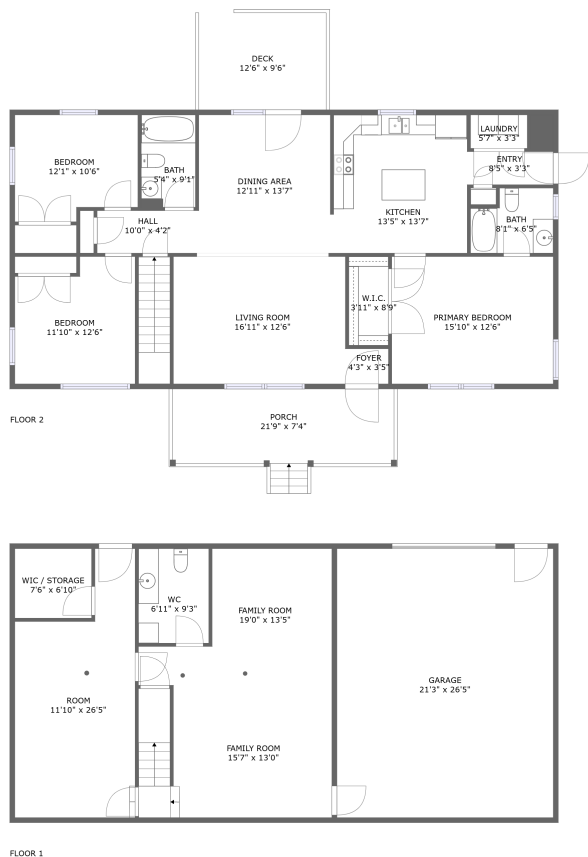 DECK
12'6" x 9'6"
BEDROOM
12'1" x 10'6"
BATH
5'4" x 9'1"
DINING AREA
12'11" x 13'7"
KITCHEN
13'5" x 13'7"
LAUNDRY
5'7" x 3'3"
ENTRY
8'5" x 3'3"
BATH
8'1" x 6'5"
HALL
10'0" x 4'2"
BEDROOM
11'10" x 12'6"
LIVING ROOM
16'11" x 12'6"
W.I.C.
3'11" x 8'9"
PRIMARY BEDROOM
15'10" x 12'6"
FOYER
4'3" x 3'5"
FLOOR 2
PORCH
21'9" x 7'4"
WIC / STORAGE
7'6" x 6'10"
WC
6'11" x 9'3"
FAMILY ROOM
19'0" x 13'5"
ROOM
11'10" x 26'5"
GARAGE
21'3" x 26'5"
FAMILY ROOM
15'7" x 13'0"
FLOOR 1